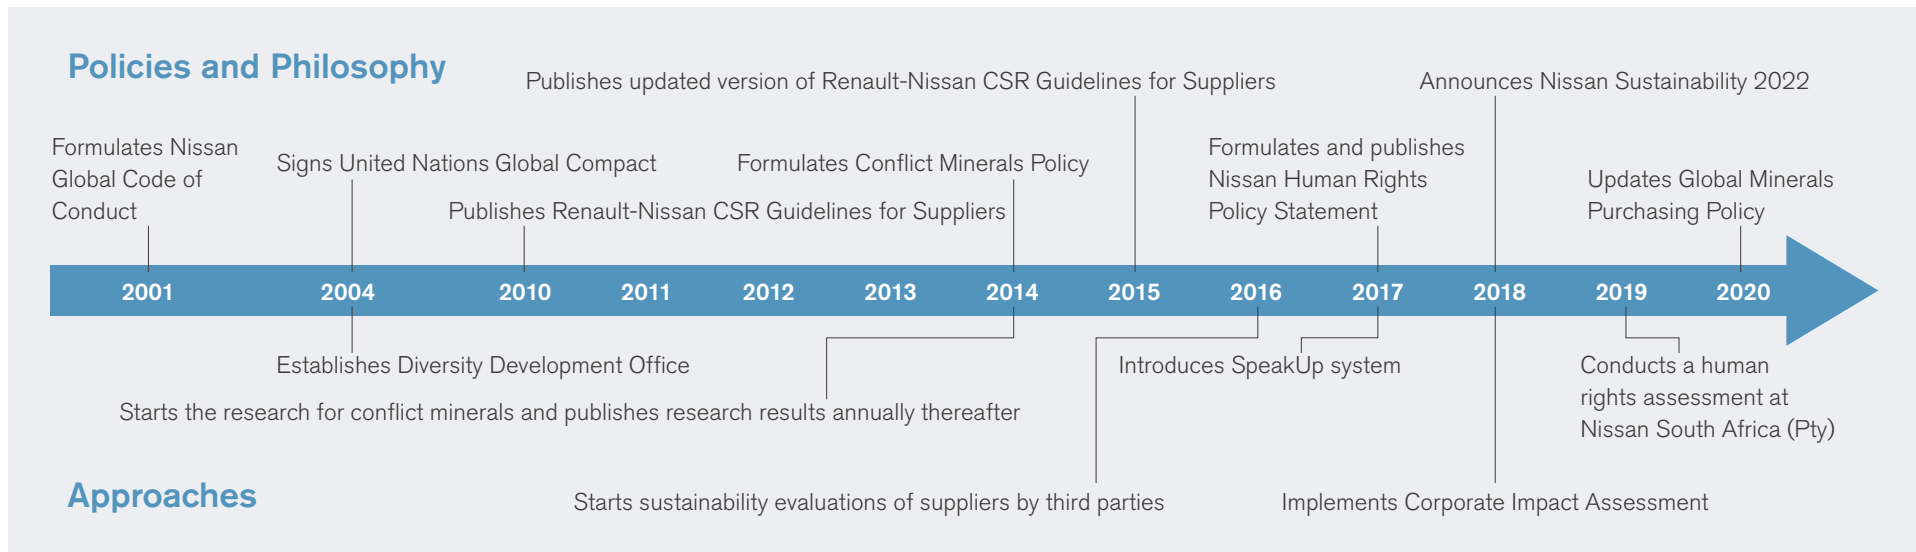 Policies and Philosophy
Publishes updated version of Renault-Nissan CSR Guidelines for Suppliers
Announces Nissan Sustainability 2022
Formulates Nissan
Global Code of
Conduct
Signs United Nations Global Compact
Publishes Renault-Nissan CSR Guidelines for Suppliers
Formulates Conflict Minerals Policy
Formulates and publishes
Nissan Human Rights
Policy Statement
Updates Global Minerals
Purchasing Policy
2001 2004 2010 2011 2012 2013 2014 2015 2016 2017 2018 2019 2020
Establishes Diversity Development Office
Starts the research for conflict minerals and publishes research results annually thereafter
Introduces SpeakUp system
Conducts a human
rights assessment at
Nissan South Africa (Pty)
Approaches
Starts sustainability evaluations of suppliers by third parties
Implements Corporate Impact Assessment